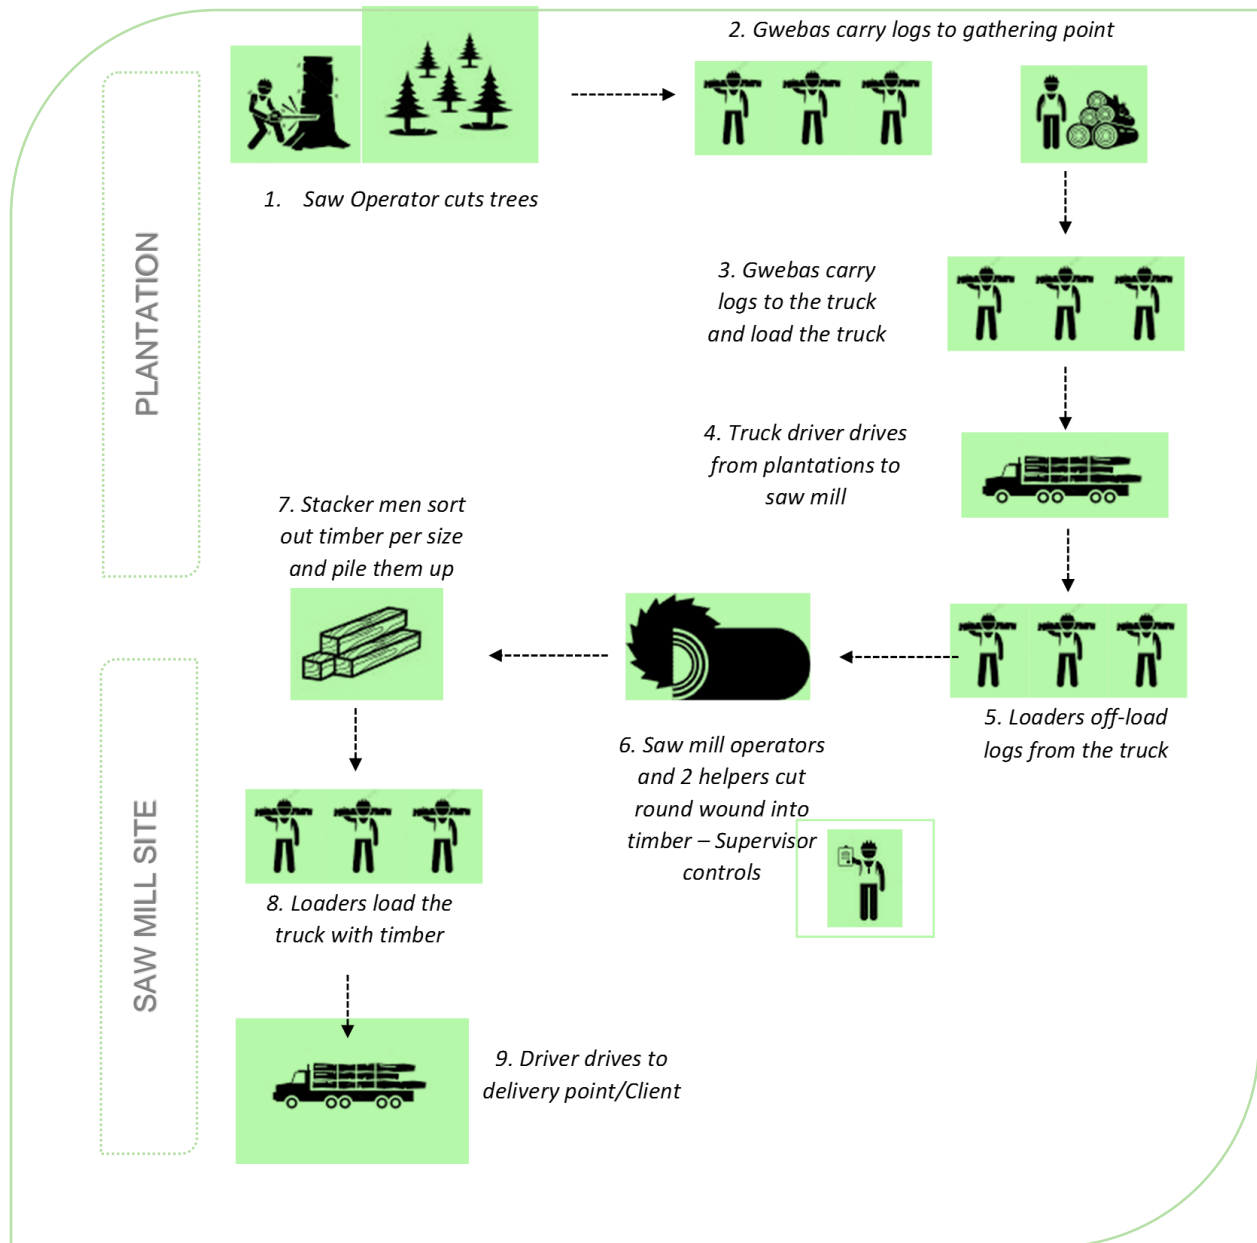 2. Gwebas carry logs to gathering point
1. Saw Operator cuts trees
PLANTATION
3. Gwebas carry
logs to the truck
and load the truck
4. Truck driver drives
from plantations to
saw mill
7. Stacker men sort
out timber per size
and pile them up
5. Loaders off-load
logs from the truck
6. Saw mill operators
and 2 helpers cut
round wound into
timber – Supervisor
controls
SAW MILL SITE
8. Loaders load the
truck with timber
9. Driver drives to
delivery point/Client